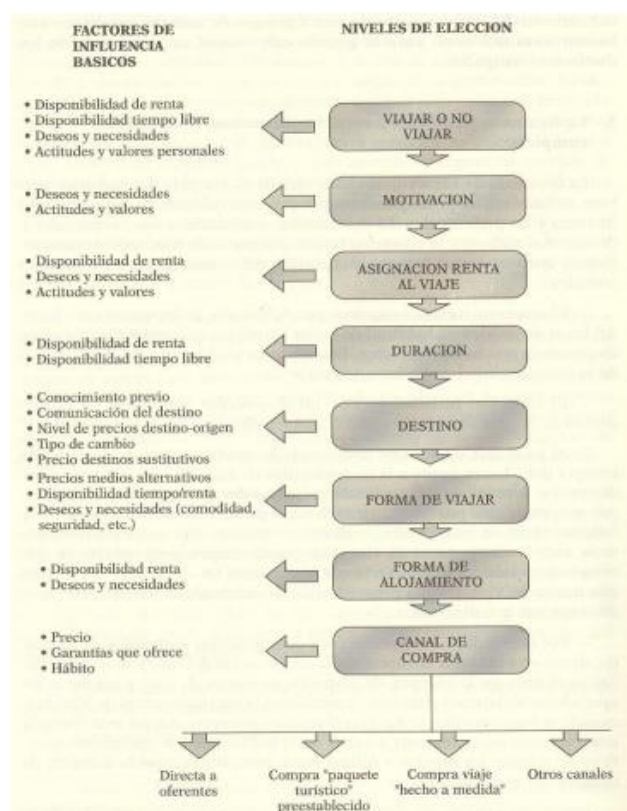 FACTORES DE
INFLUENCIA
BASICOS
NIVELES DE ELECCION
• Disponibilidad de renta
• Disponibilidad tiempo libre
• Deseos y necesidades
• Actitudes y valores personales
VIAJAR O NO
VIAJAR
• Deseos y necesidades
• Actitudes y valores
MOTIVACION
• Disponibilidad de renta
• Deseos y necesidades
• Actitudes y valores
ASIGNACION RENTA
AL VIAJE
• Disponibilidad de renta
• Disponibilidad tiempo libre
DURACION
• Conocimiento previo
• Comunicación del destino
• Nivel de precios destino-origen
• Tipo de cambio
• Precio destinos sustitutivos
DESTINO
• Precios medios alternativos
• Disponibilidad tiempo/renta
• Deseos y necesidades (comodidad,
seguridad, etc.)
FORMA DE VIAJAR
• Disponibilidad renta
• Deseos y necesidades
FORMA DE
ALOJAMIENTO
• Precio
• Garantías que ofrece
• Hábito
CANAL DE
COMPRA
Directa a
oferentes
Compra "paquete
turístico"
preestablecido
Compra viaje
"hecho a medida"
Otros canales